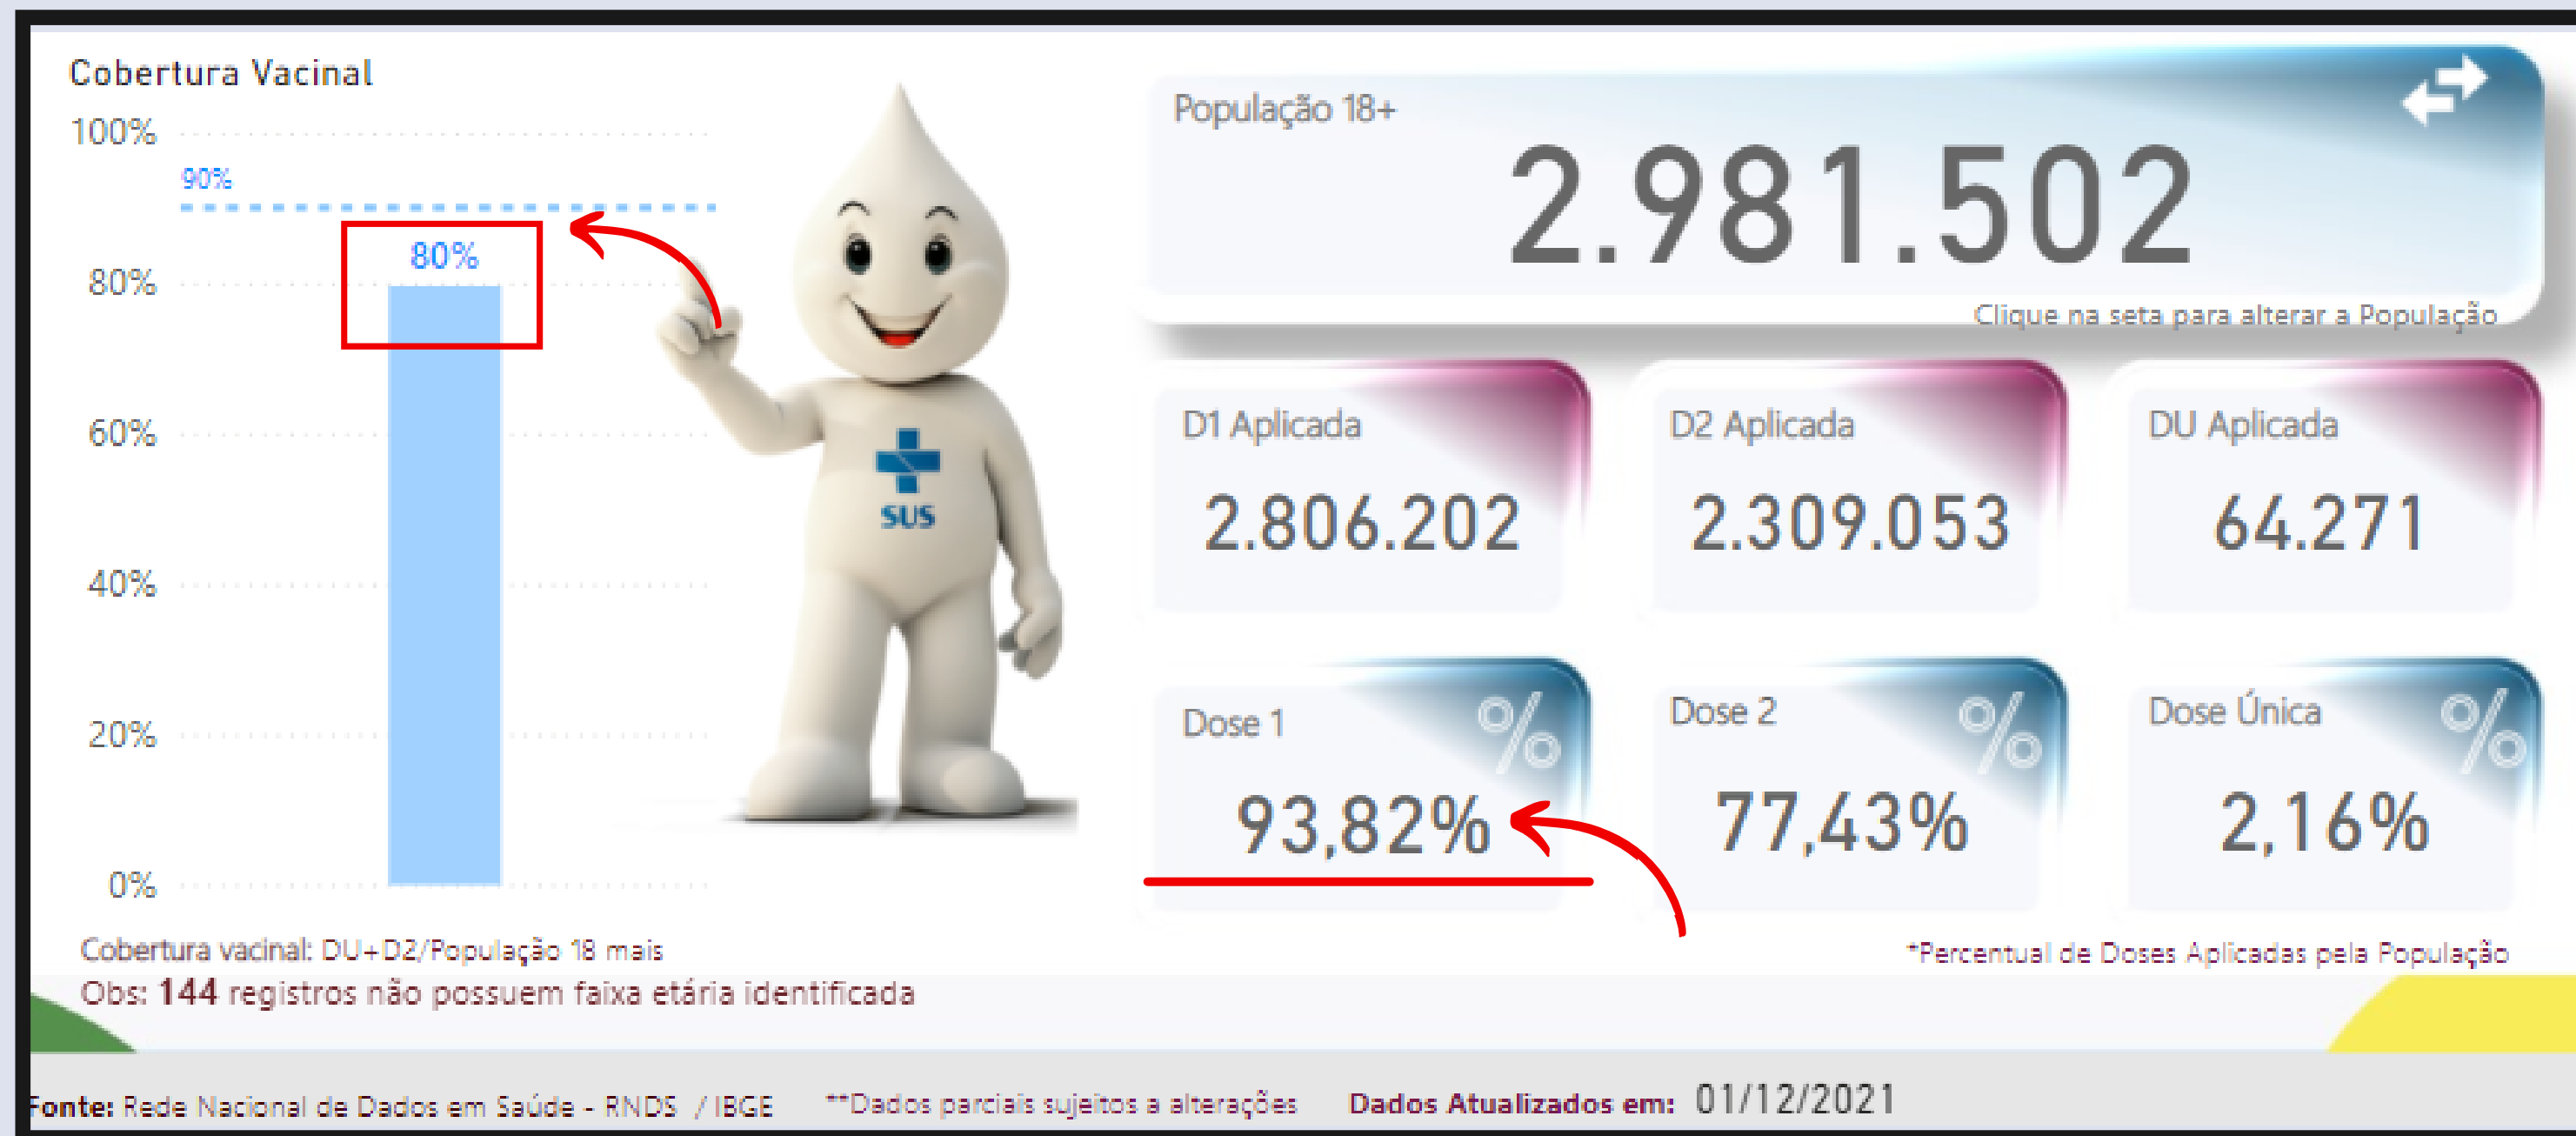 Cobertura Vacinal
100%
90%
80%
80%
60%
40%
20%
0%
Cobertura vacinal: DU+D2/População 18 mais
Obs: 144 registros não possuem faixa etária identificada
SUS
População 18+
2.981.502
Clique na seta para alterar a População
D1 Aplicada
2.806.202
D2 Aplicada
2.309.053
DU Aplicada
64.271
Dose 1
%
93,82%
Dose 2
%
77,43%
Dose Única
%
2,16%
*Percentual de Doses Aplicadas pela População
Fonte: Rede Nacional de Dados em Saúde - RNDS / IBGE **Dados parciais sujeitos a alterações Dados Atualizados em: 01/12/2021